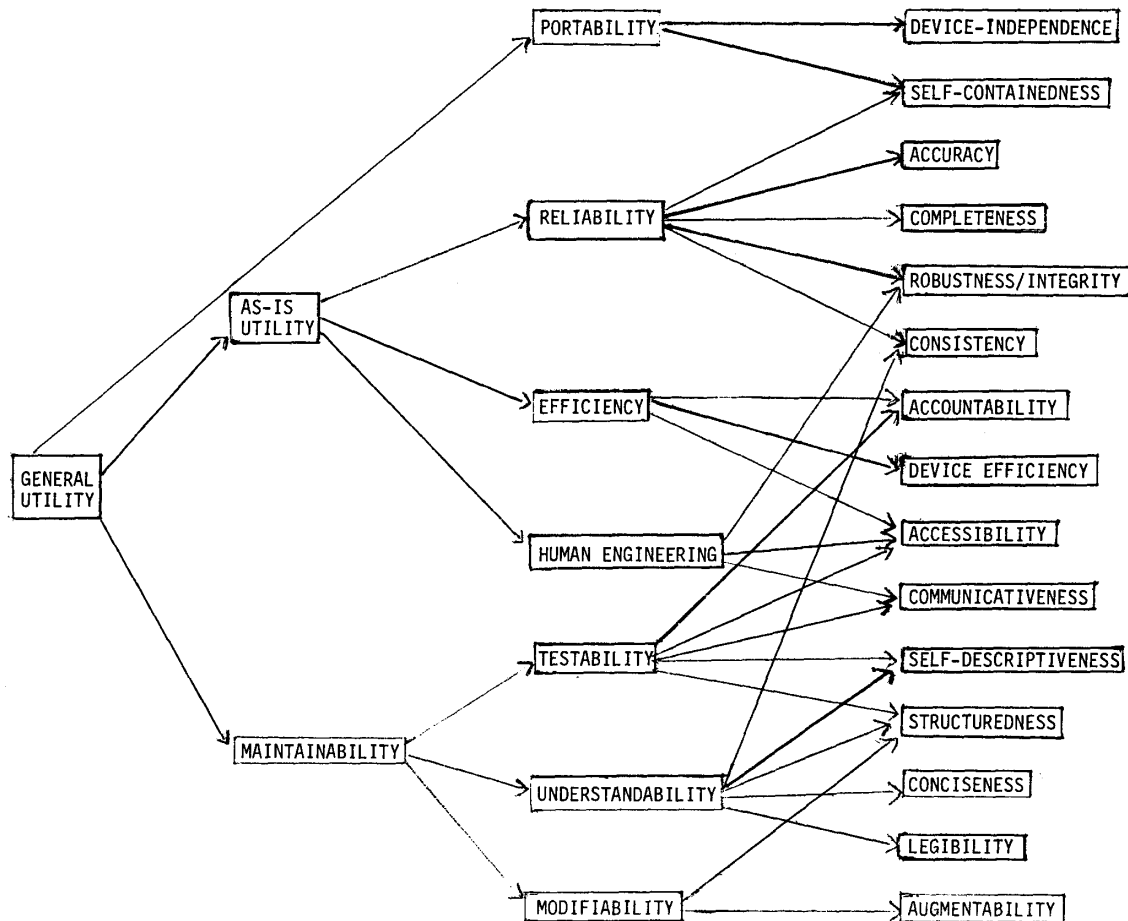 PORTABILITY
DEVICE-INDEPENDENCE
SELF-CONTAINEDNESS
ACCURACY
RELIABILITY
COMPLETENESS
ROBUSTNESS/INTEGRITY
AS-IS
UTILITY
CONSISTENCY
EFFICIENCY
ACCOUNTABILITY
GENERAL
UTILITY
DEVICE EFFICIENCY
HUMAN ENGINEERING
ACCESSIBILITY
COMMUNICATIVENESS
TESTABILITY
SELF-DESCRIPTIVENESS
STRUCTUREDNESS
MAINTAINABILITY
UNDERSTANDABILITY
CONCISENESS
LEGIBILITY
MODIFIABILITY
AUGMENTABILITY